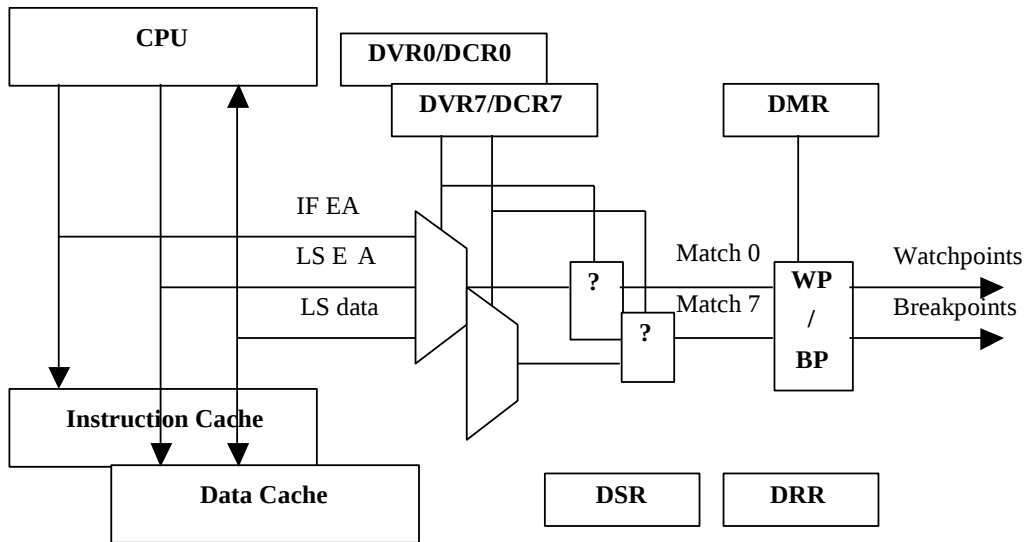 CPU
DVR0/DCR0
DVR7/DCR7
DMR
IF EA
LS E A
LS data
Match 0
Match 7
?
?
WP
/
BP
Watchpoints
Breakpoints
Instruction Cache
Data Cache
DSR
DRR